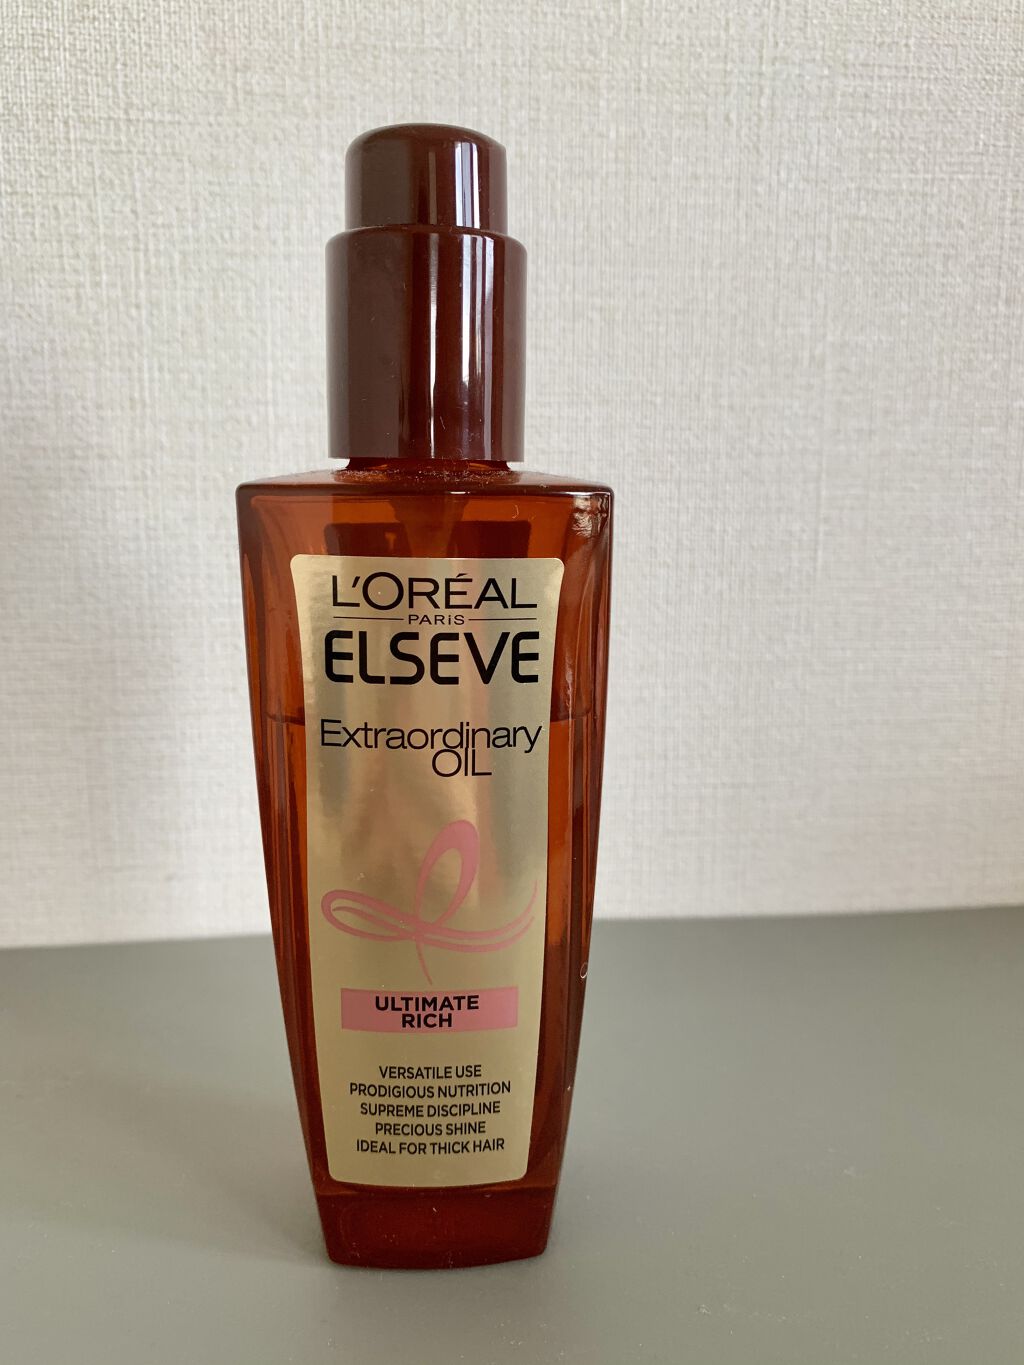 L'ORÉAL
PARiS
ELSEVE
Extraordinary
OIL
ULTIMATE
RICH
VERSATILE USE
PRODIGIOUS NUTRITION
SUPREME DISCIPLINE
PRECIOUS SHINE
IDEAL FOR THICK HAIR